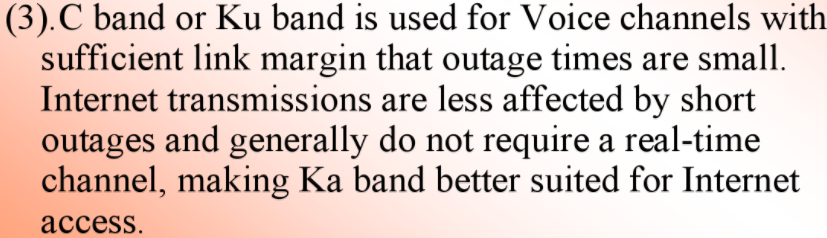 (3).C band or Ku band is used for Voice channels with
sufficient link margin that outage times are small.
Internet transmissions are less affected by short
outages and generally do not require a real-time
channel, making Ka band better suited for Internet
access.